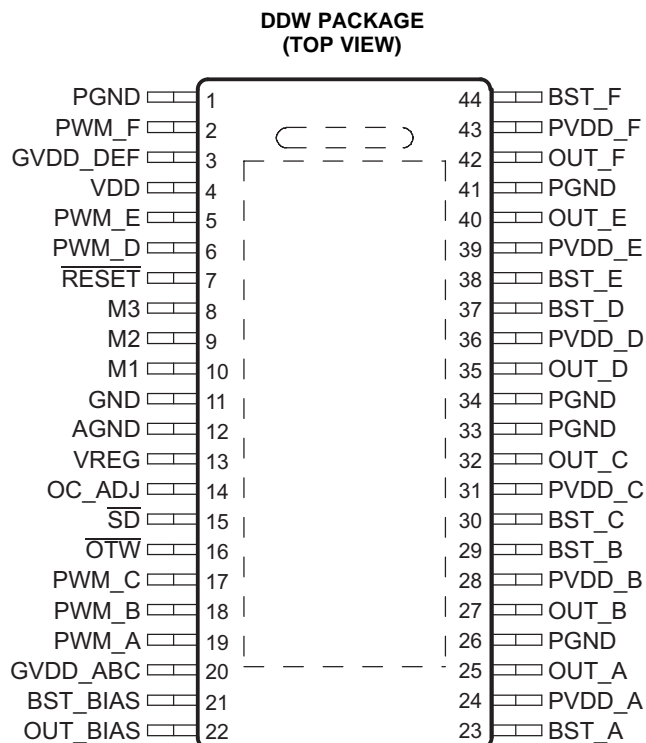 DDW PACKAGE
(TOP VIEW)
PGND 1 44 BST_F
PWM_F 2 43 PVDD_F
GVDD_DEF 3 42 OUT_F
VDD 4 41 PGND
PWM_E 5 40 OUT_E
PWM_D 6 39 PVDD_E
RESET 7 38 BST_E
M3 8 37 BST_D
M2 9 36 PVDD_D
M1 10 35 OUT_D
GND 11 34 PGND
AGND 12 33 PGND
VREG 13 32 OUT_C
OC_ADJ 14 31 PVDD_C
SD 15 30 BST_C
OTW 16 29 BST_B
PWM_C 17 28 PVDD_B
PWM_B 18 27 OUT_B
PWM_A 19 26 PGND
GVDD_ABC 20 25 OUT_A
BST_BIAS 21 24 PVDD_A
OUT_BIAS 22 23 BST_A